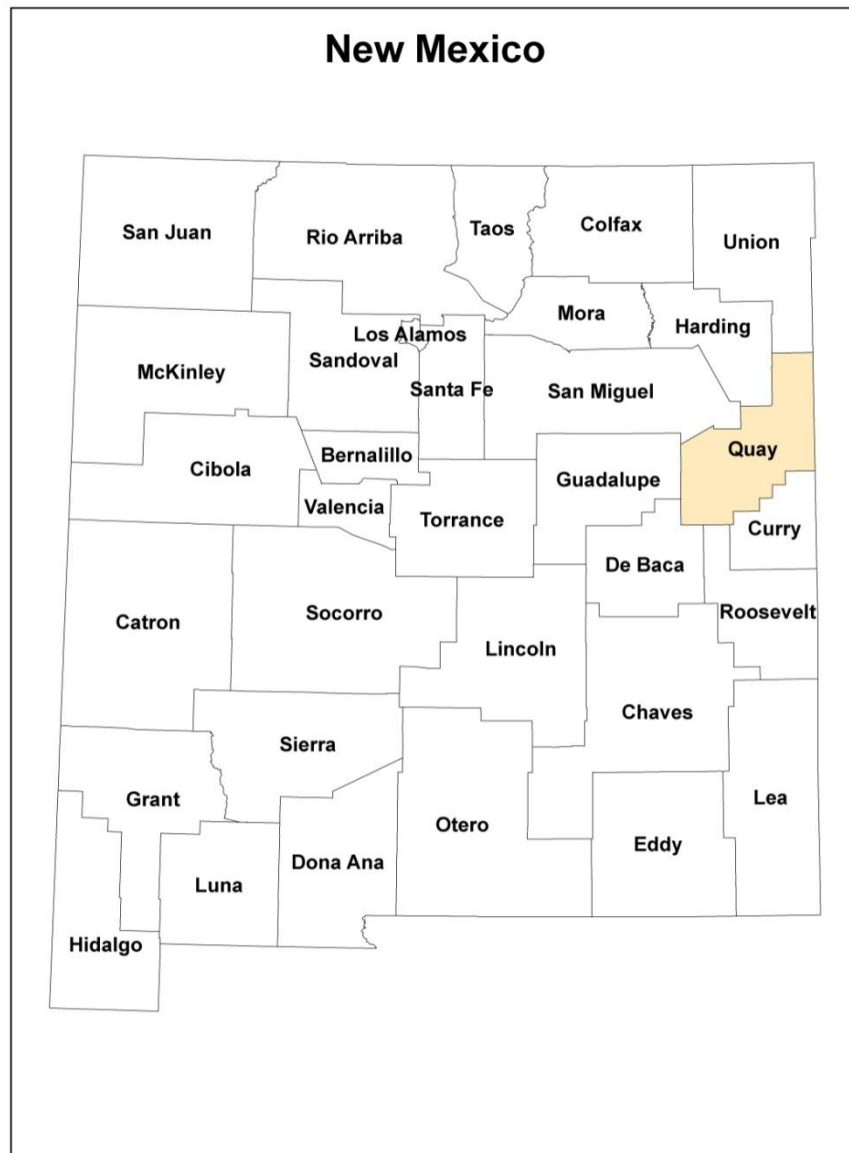 New Mexico
San Juan
Rio Arriba
Taos
Colfax
Union
Mora
Harding
Los Alamos
Sandoval
McKinley
Santa Fe
San Miguel
Quay
Bernalillo
Cibola
Guadalupe
Valencia
Torrance
Curry
De Baca
Roosevelt
Catron
Socorro
Lincoln
Chaves
Sierra
Grant
Lea
Otero
Eddy
Dona Ana
Luna
Hidalgo